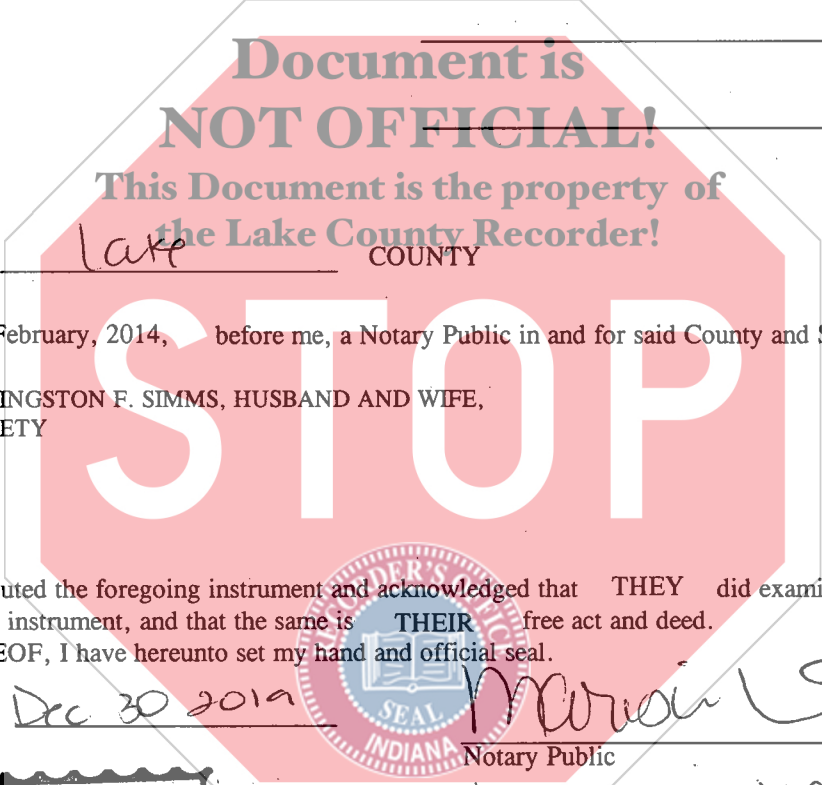 Document is
NOT OFFICIAL!
This Document is the property of
the Lake County Recorder!
Lake COUNTY
February, 2014, before me, a Notary Public in and for said County and S
INGSTON F. SIMMS, HUSBAND AND WIFE,
ETY
STOP
uted the foregoing instrument and acknowledged that THEY did exami
instrument, and that the same is THEIR free act and deed.
EOF, I have hereunto set my hand and official seal.
RECORDER'S OFFICE
SEAL
INDIANA
Dec 30 2019
Notary Public